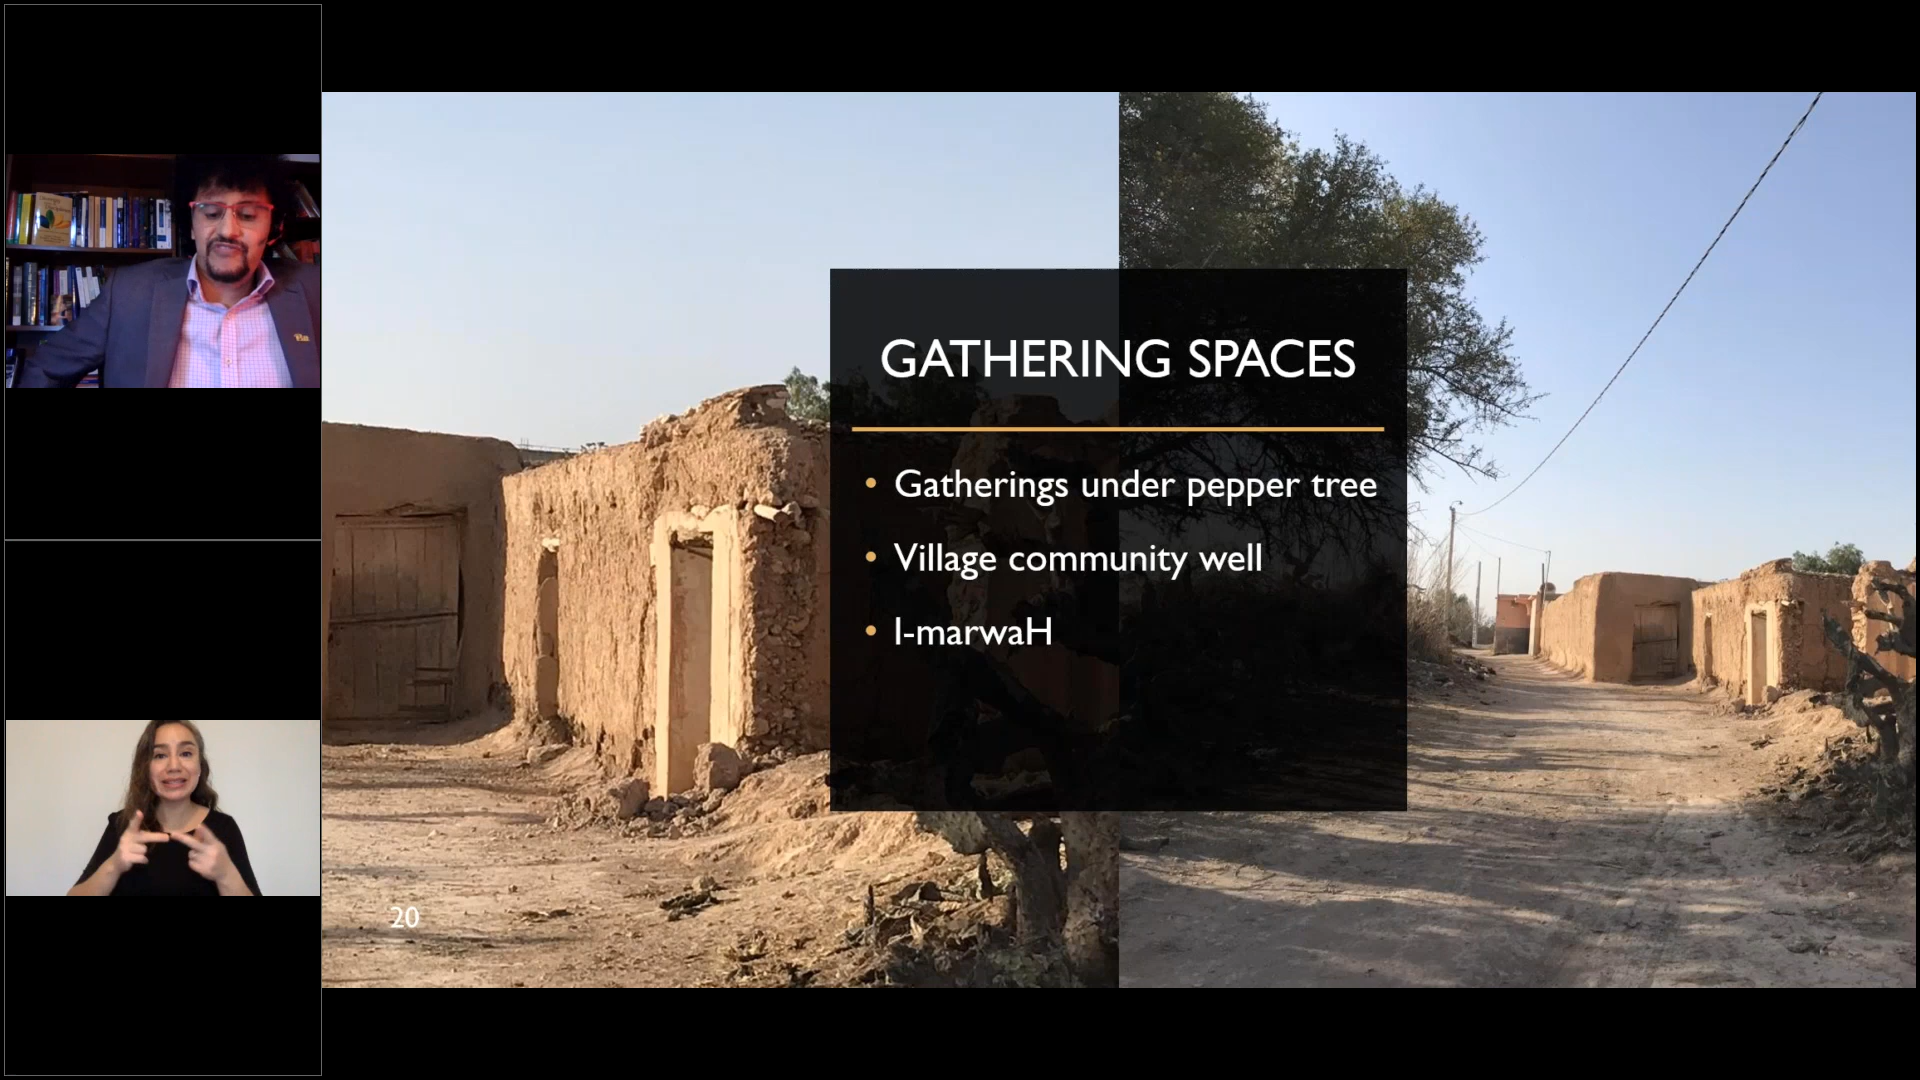 GATHERING SPACES
Gatherings under pepper tree
Village community well
l-marwaH
20